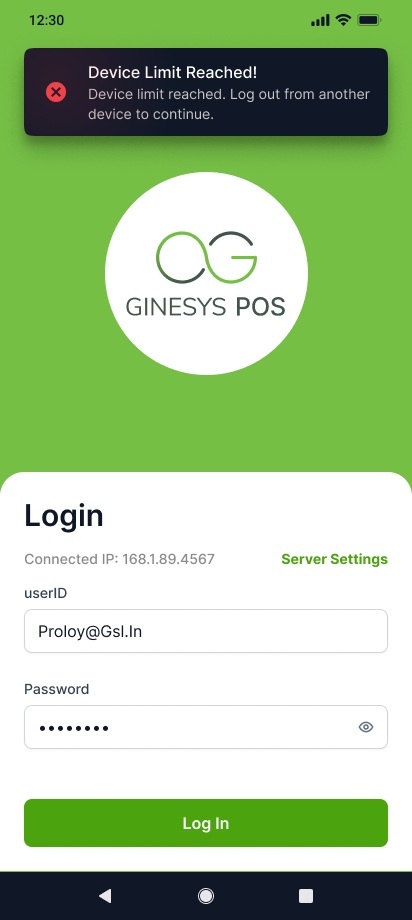 12:30
Device Limit Reached!
Device limit reached. Log out from another
device to continue.
GINESYS POS
Login
Connected IP: 168.1.89.4567
Server Settings
userID
Proloy@Gsl.In
Password
Log In